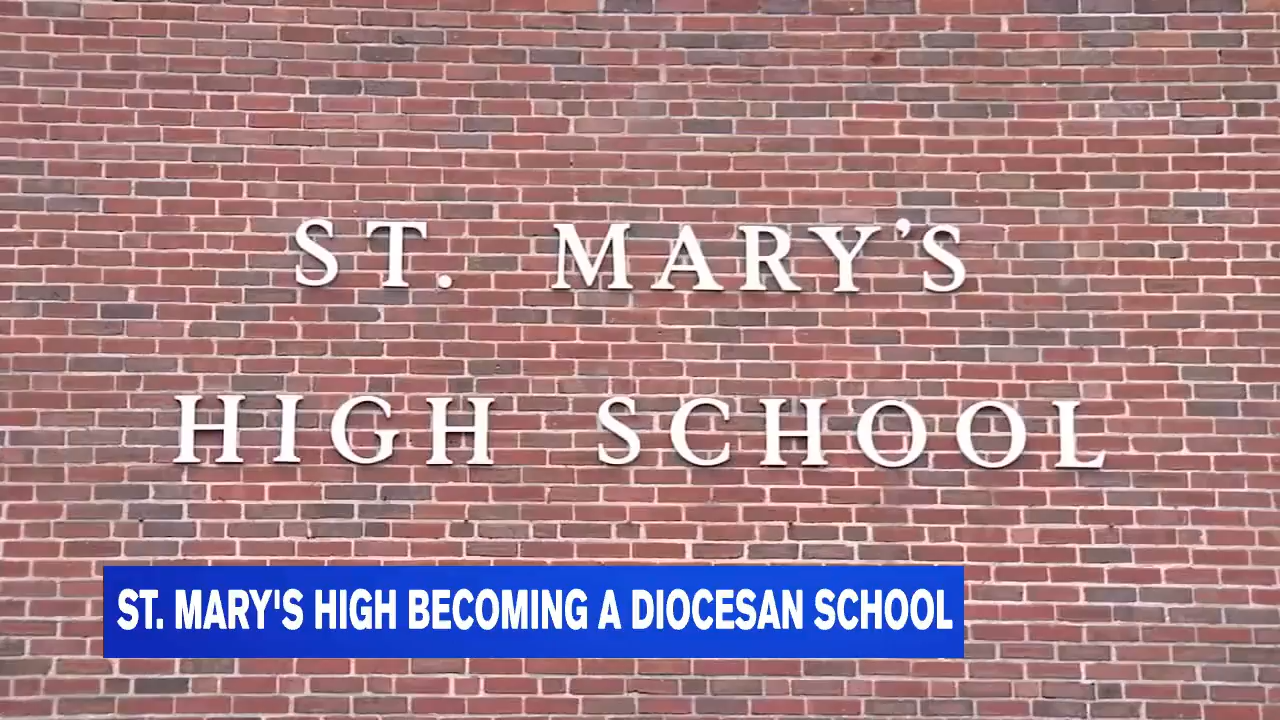 ST. MARY'S
HIGH SCHOOL
ST. MARY'S HIGH BECOMING A DIOCESAN SCHOOL